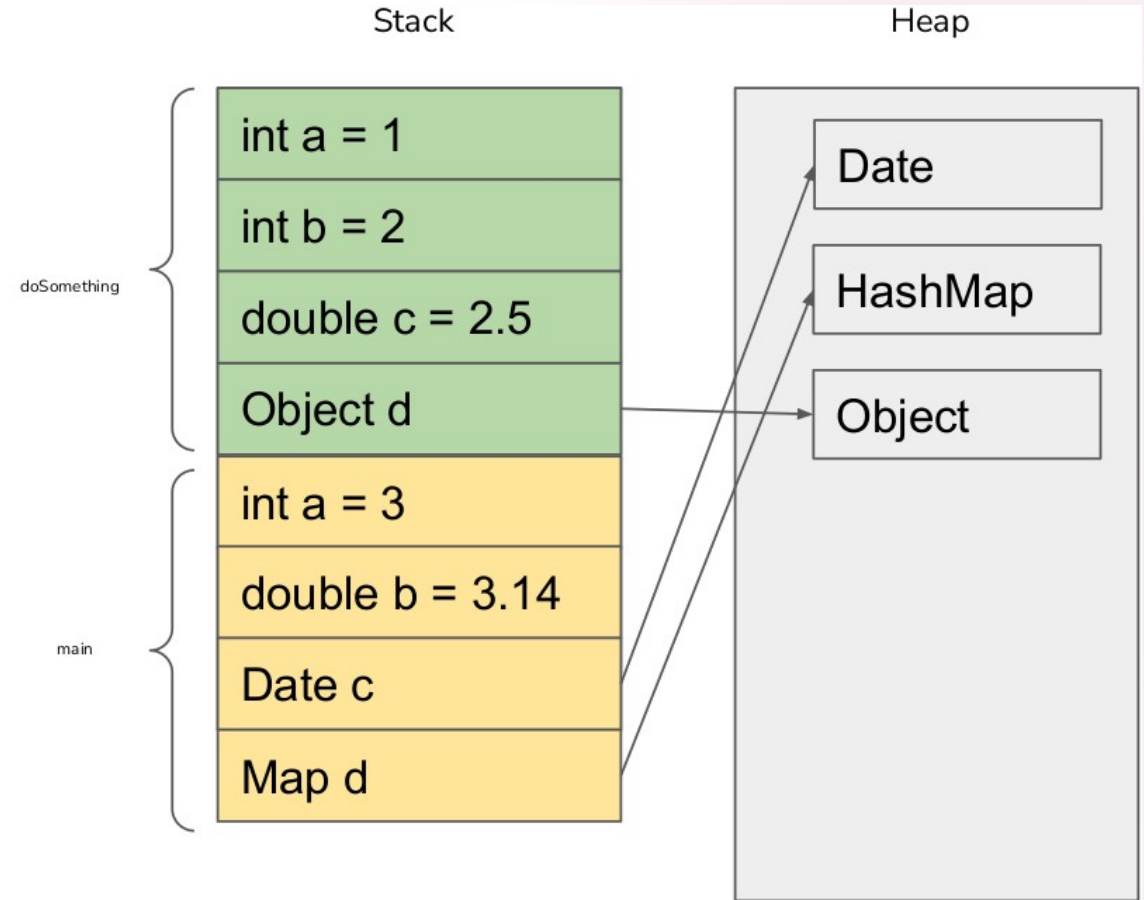 Stack
Heap
doSomething
int a = 1
int b = 2
double c = 2.5
Object d
main
int a = 3
double b = 3.14
Date c
Map d
Date
HashMap
Object